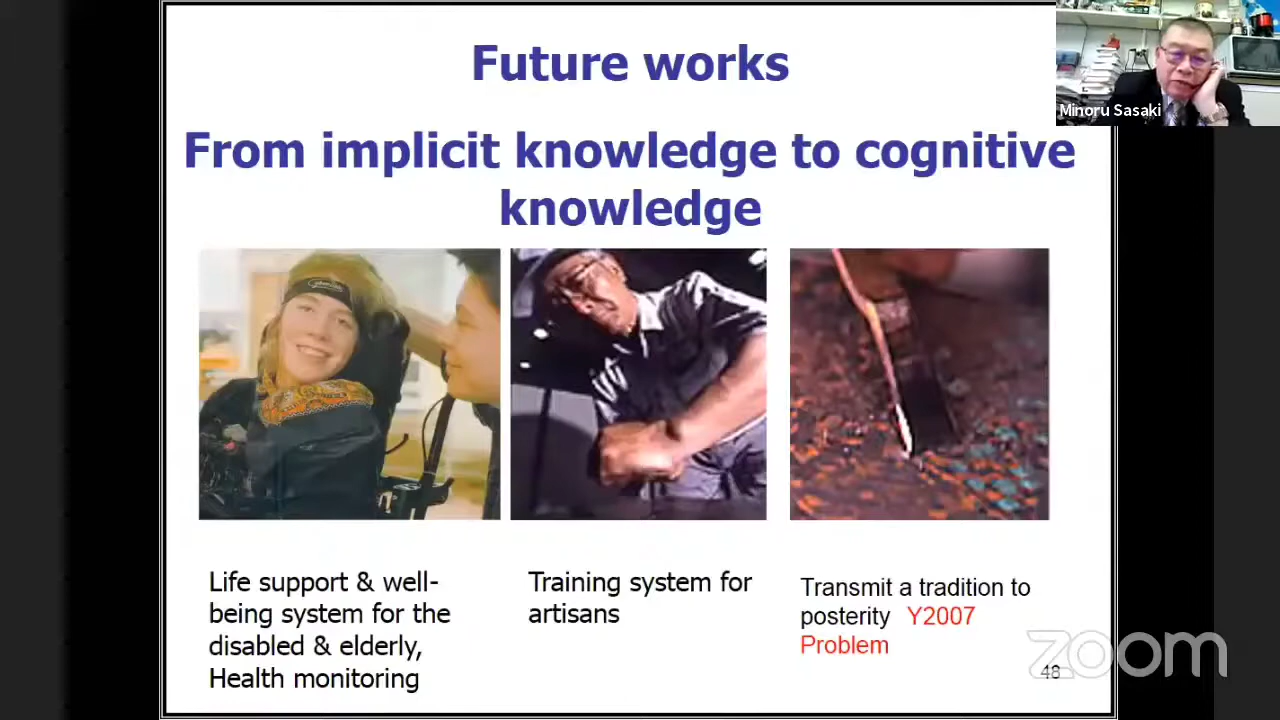 Future works
Minoru Sasaki
From implicit knowledge to cognitive
knowledge
Life support & well-
being system for the
disabled & elderly,
Health monitoring
Training system for
artisans
Transmit a tradition to
posterity Y2007
Problem
48
zoom